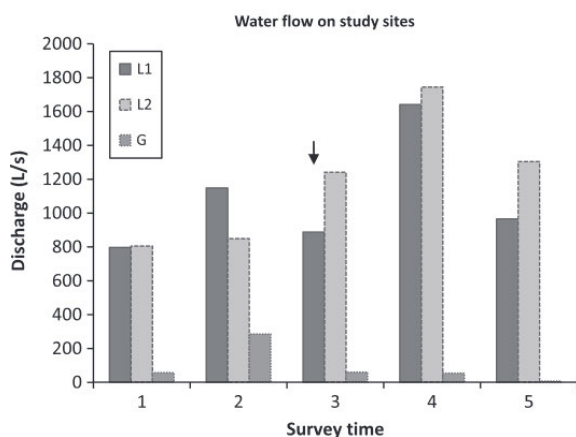 Water flow on study sites
2000
1800
1600
1400
1200
1000
800
600
400
200
0
Discharge (L/s)
L1
L2
G
1 2 3 4 5
Survey time